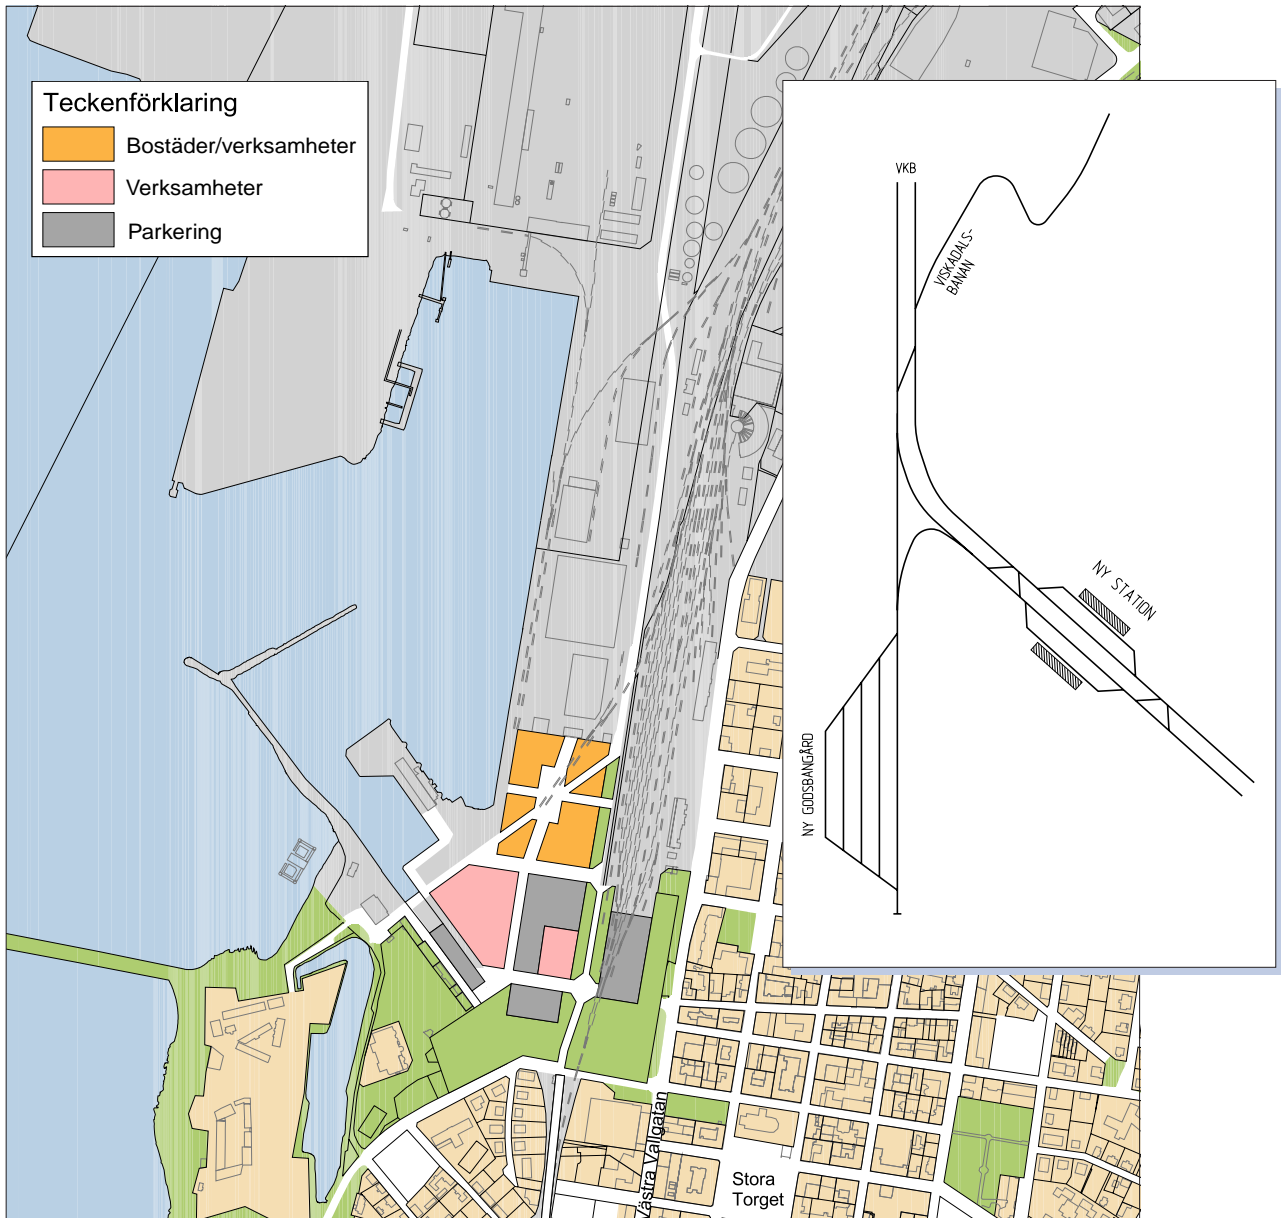 Teckenförklaring
Bostäder/verksamheter
Verksamheter
Parkering
VKB
VISKADALS-
BANAN
NY STATION
NY GODSBANGÅRD
Västra Vallgatan
Stora
Torget